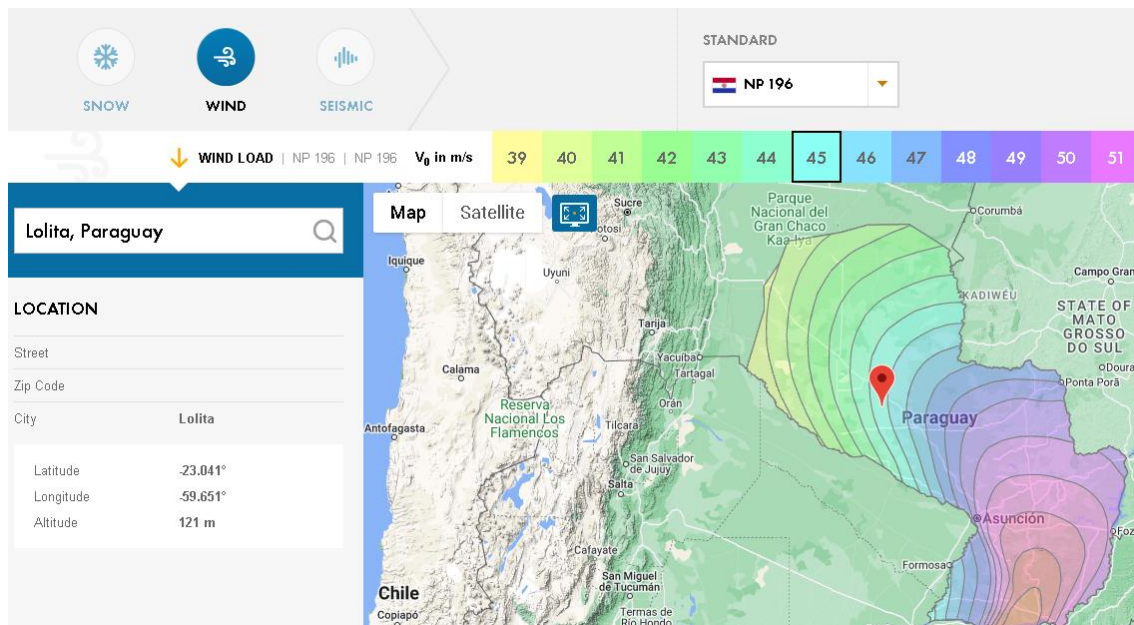 STANDARD
NP 196
SNOW
WIND
SEISMIC
WIND LOAD | NP 196 | NP 196 V₀ in m/s 39 40 41 42 43 44 45 46 47 48 49 50 51
Lolita, Paraguay
Map Satellite
LOCATION
Street
Zip Code
City Lolita
Latitude -23.041°
Longitude -59.651°
Altitude 121 m
Sucre
Parque
Nacional del
Gran Chaco
Kaa-Iya
Corumbá
otosi
Iquique
Uyuni
Campo Gran
KADIWÉU
STATE OF
MATO
GROSSO
DO SUL
Tarija
Yacuiba
Tartagal
Calama
Doura
Ponta Porã
Reserva
Nacional Los
Flamencos
Orán
Antofagasta
Tilcara
Paraguay
San Salvador
de Jujuy
Salta
Asunción
Foz
Cafayate
Formosa
San Miguel
de Tucumán
Chile
Copiapó
Termas de
Río Hondo